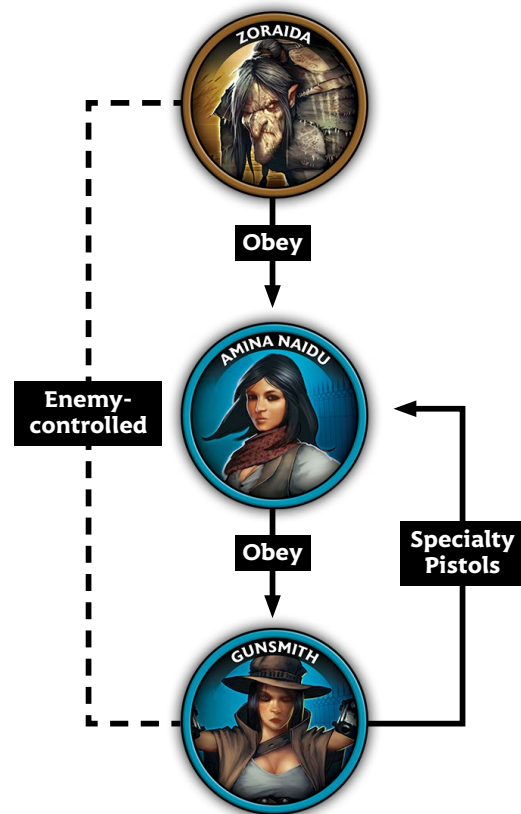 ZORAIDA
Obey
AMINA NAIDU
Enemy-
controlled
Obey
Specialty
Pistols
GUNSMITH